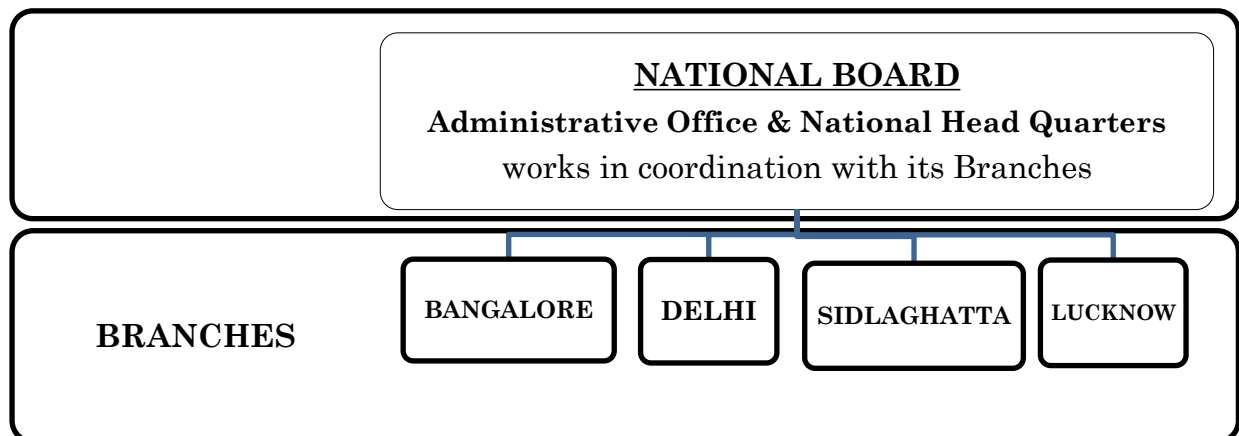 NATIONAL BOARD
Administrative Office & National Head Quarters
works in coordination with its Branches
BRANCHES
BANGALORE
DELHI
SIDLAGHATTA
LUCKNOW